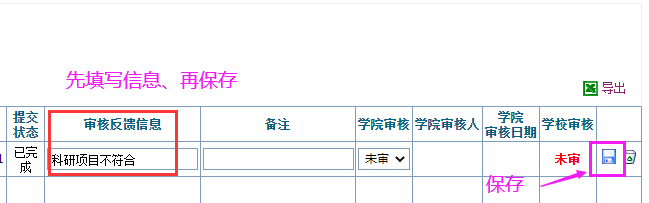 先填写信息、再保存
导出
提交
状态
审核反馈信息
备注
学院审核
学院审核人
学院
审核日期
学校审核
1
已完
成
科研项目不符合
未审
未审
保存